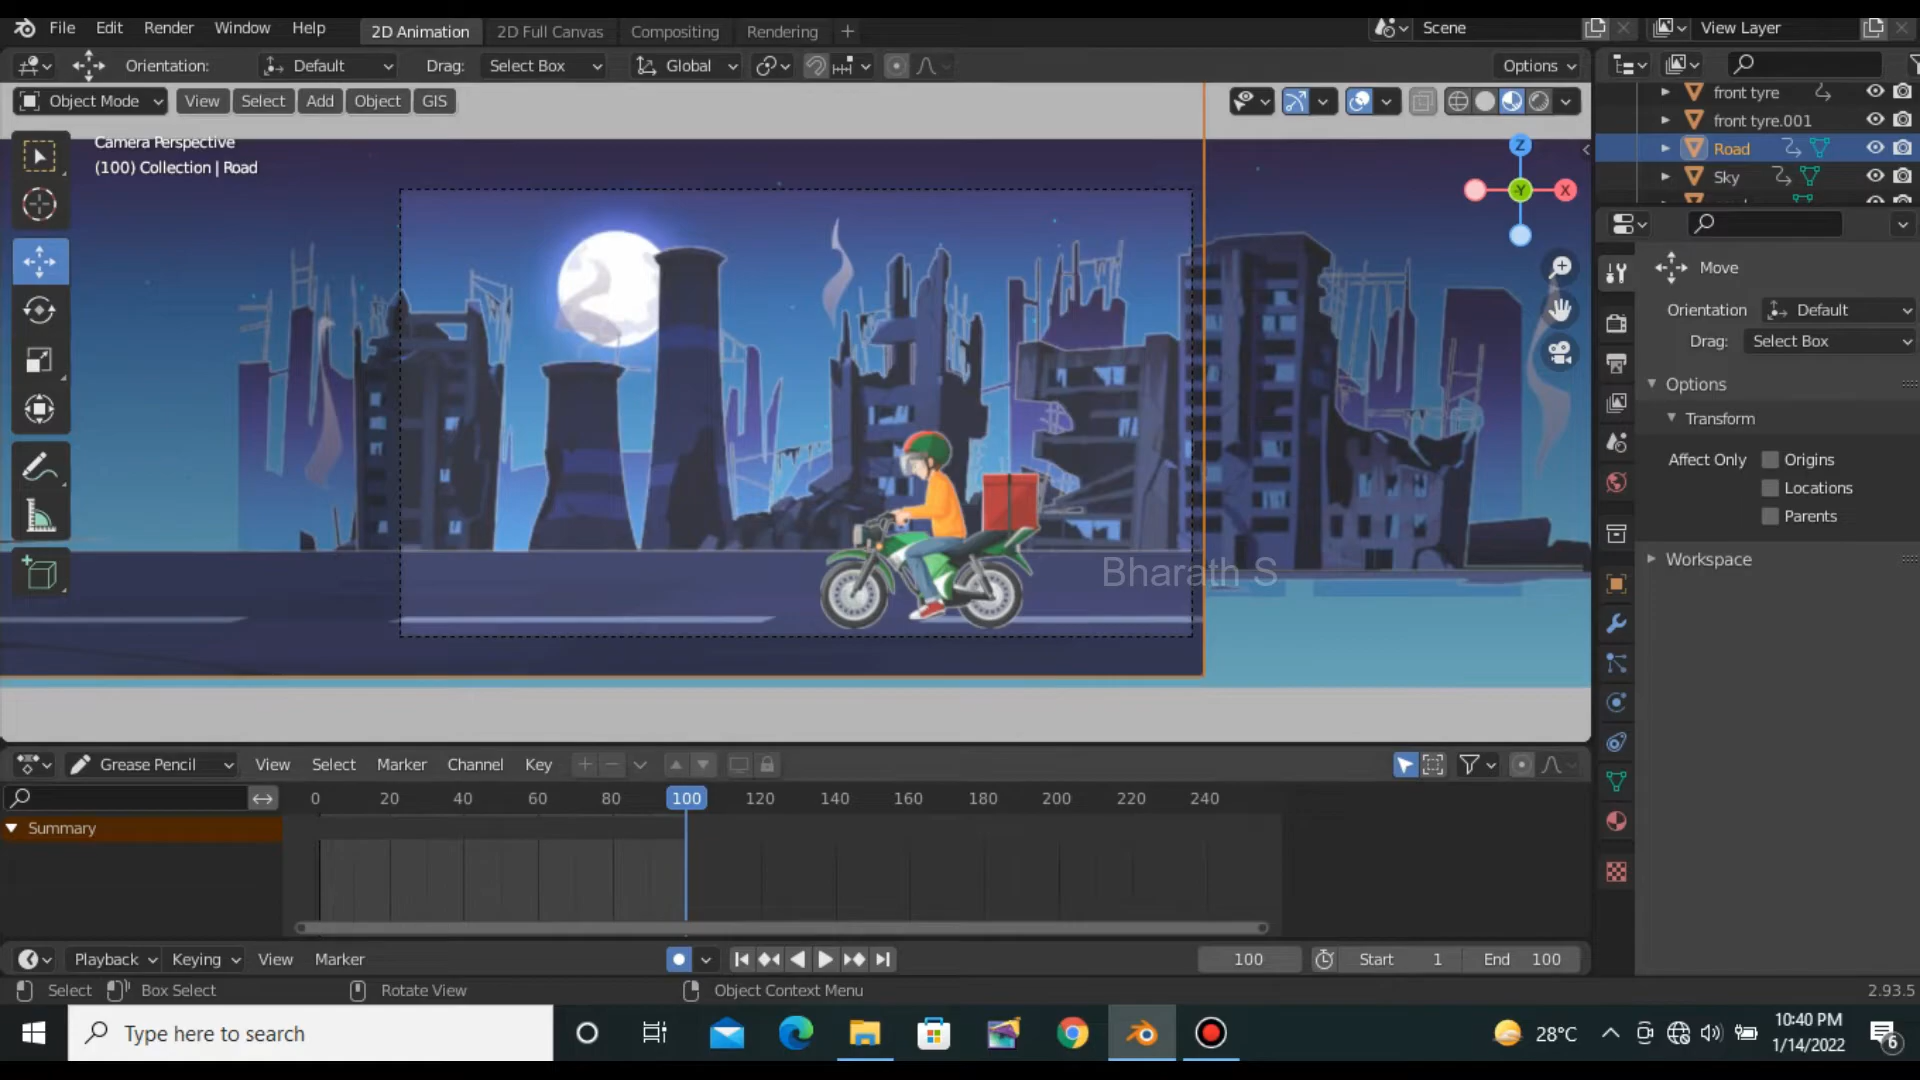 File Edit Render Window Help 2D Animation 2D Full Canvas Compositing Rendering + Scene View Layer
Orientation: Default Drag: Select Box Global Options
Object Mode View Select Add Object GIS
Camera Perspective
(100) Collection | Road
Z
-Y
X
front tyre
front tyre.001
Road
Sky
Move
Orientation Default
Drag: Select Box
Options
Transform
Affect Only Origins
Locations
Parents
Workspace
Bharath S
Grease Pencil View Select Marker Channel Key
0 20 40 60 80 100 120 140 160 180 200 220 240
Summary
Playback Keying View Marker 100 Start 1 End 100
Select Box Select Rotate View Object Context Menu 2.93.5
Type here to search 28°C 10:40 PM
1/14/2022 6